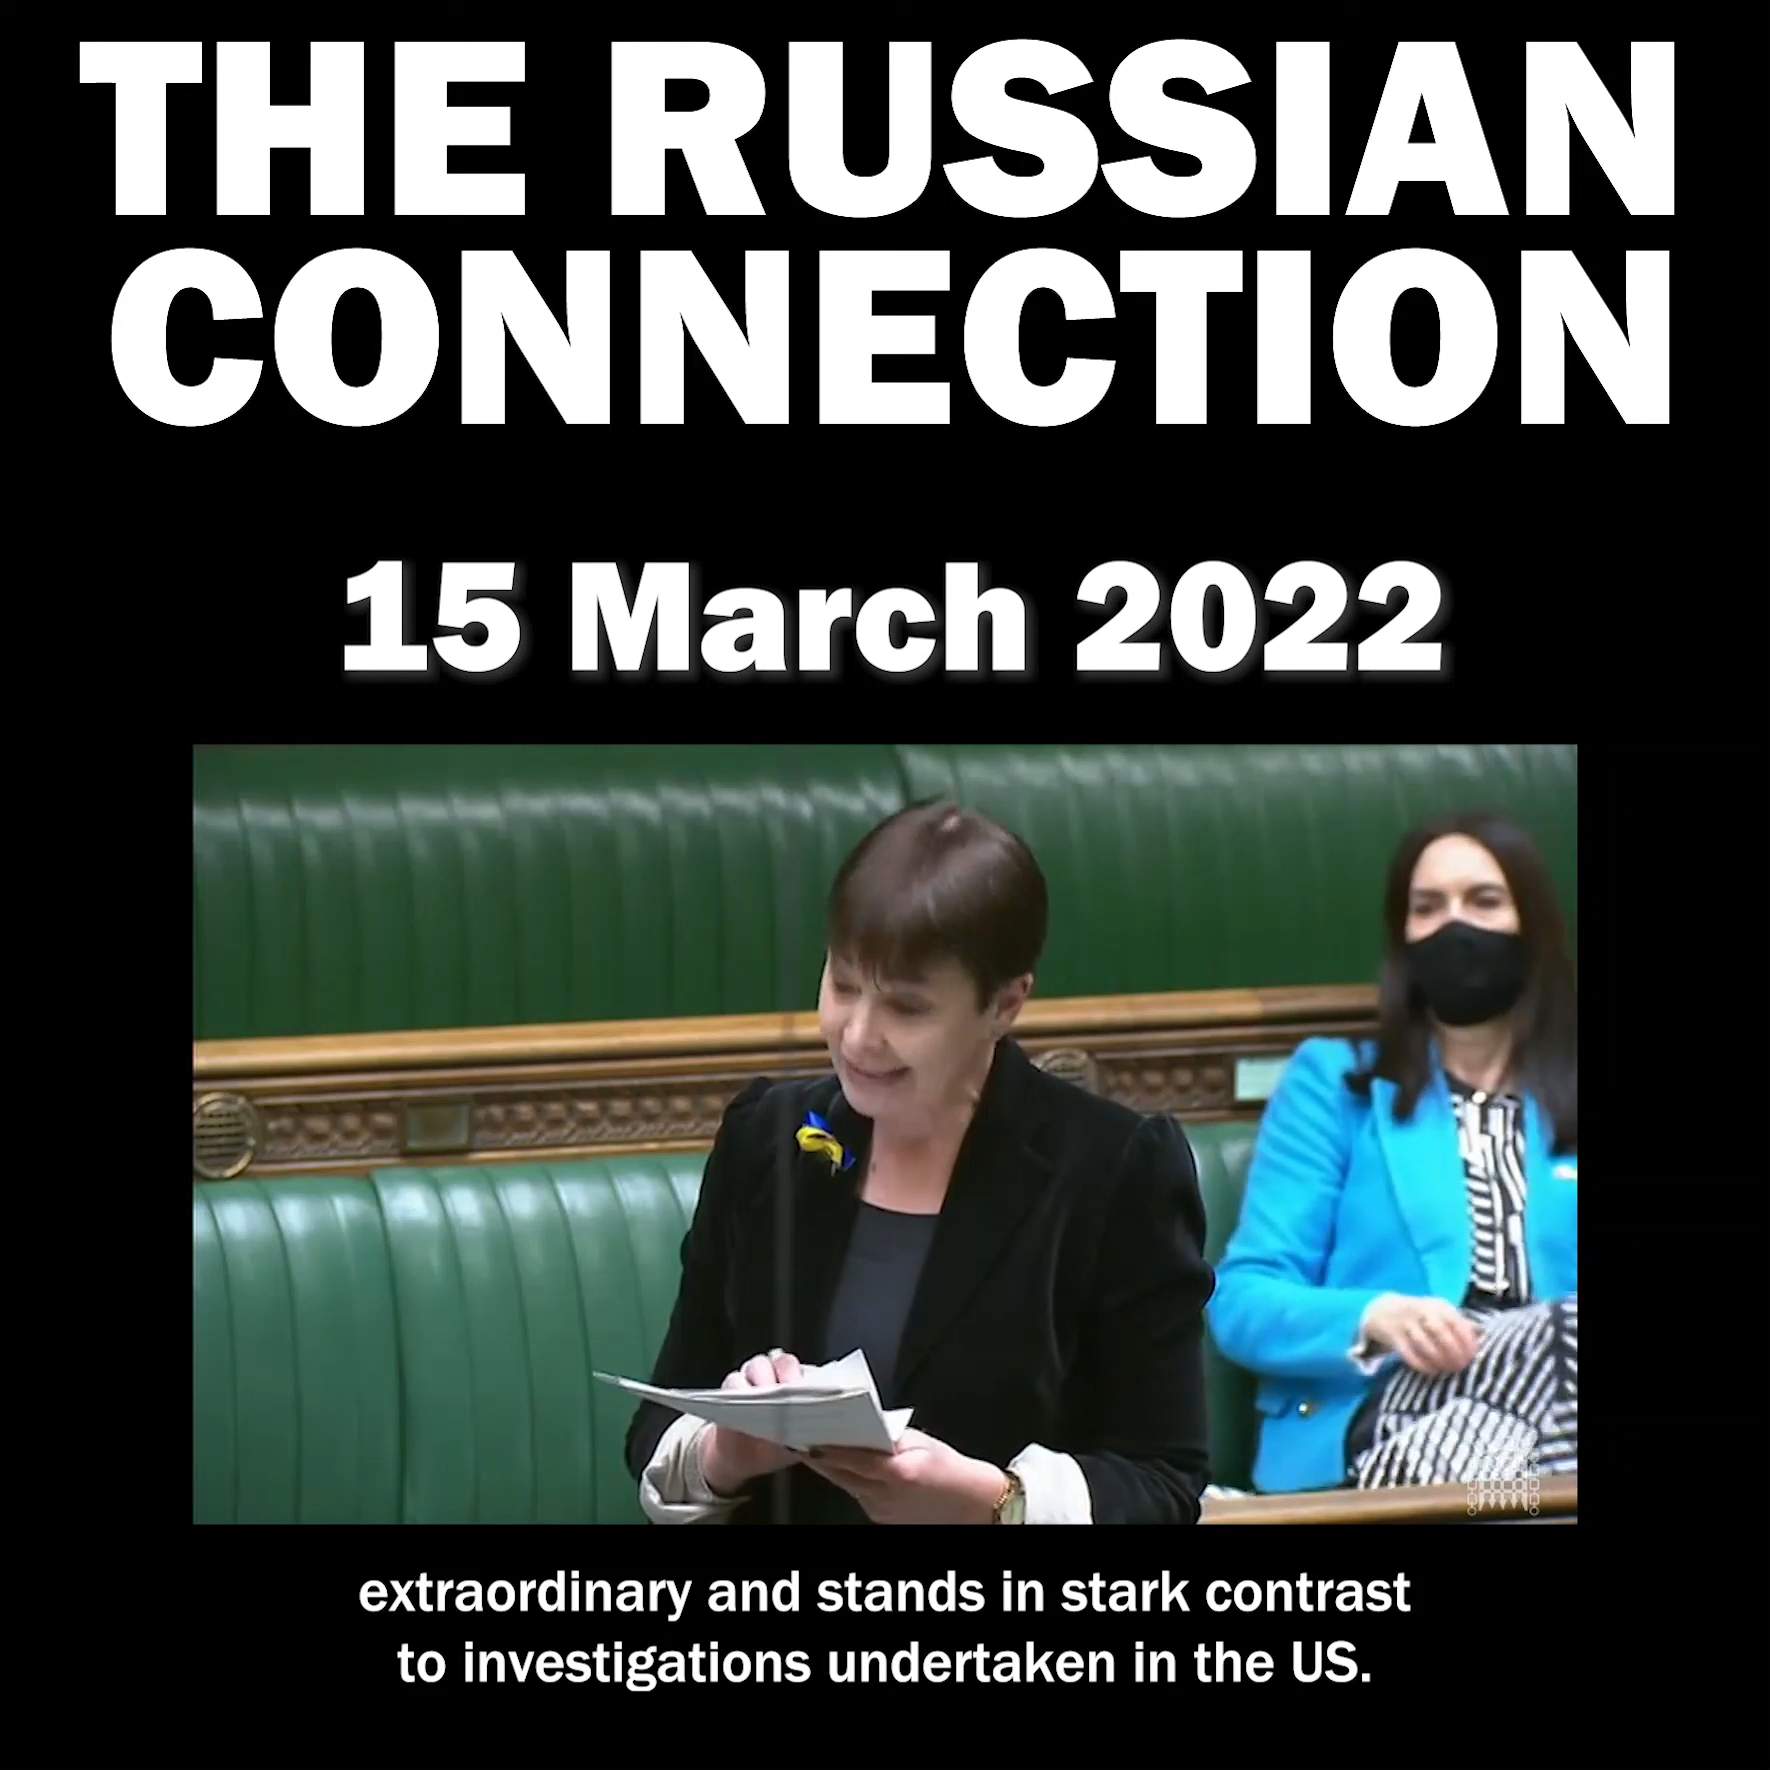 THE RUSSIAN
CONNECTION
15 March 2022
extraordinary and stands in stark contrast
to investigations undertaken in the US.